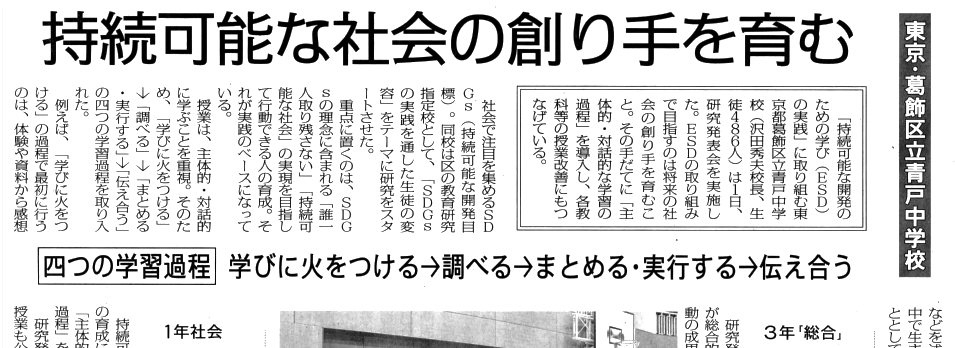 持続可能な社会の創り手を育む
東京・葛飾区立青戸中学校
「持続可能な開発の
ための学び（ESD）
の実践」に取り組む東
京都葛飾区立青戸中学
校（沢田秀夫校長、生
徒486人）は1日、
研究発表会を実施し
た。ESDの取り組み
で目指すのは将来の社
会の創り手を育むこ
と。その手だてに「主
体的・対話的な学習の
過程」を導入し、各教
科等の授業改善にもつ
なげている。
社会で注目を集めるSD
Gs（持続可能な開発目
標）。同校は区の教育研究
指定校として、「SDGs
の実践を通した生徒の変
容」をテーマに研究をスタ
ートさせた。
重点に置くのは、SDG
sの理念に含まれる「誰一
人取り残さない」「持続可
能な社会」の実現を目指し
て行動できる人の育成。そ
れが実践のベースになって
いる。
授業は、主体的・対話的
に学ぶことを重視。そのた
め、「学びに火をつける」
→「調べる」→「まとめる
・実行する」→「伝え合う」
の四つの学習過程を取り入
れた。
例えば、「学びに火をつ
ける」の過程で最初に行う
のは、体験や資料から感想
四つの学習過程 学びに火をつける→調べる→まとめる・実行する→伝え合う
などを
中で生
ととし
3年「総合」
研究発
が総合的
動の成果
1年社会
持続可
の育成に
「主体的
過程」を
研究発
授業も公